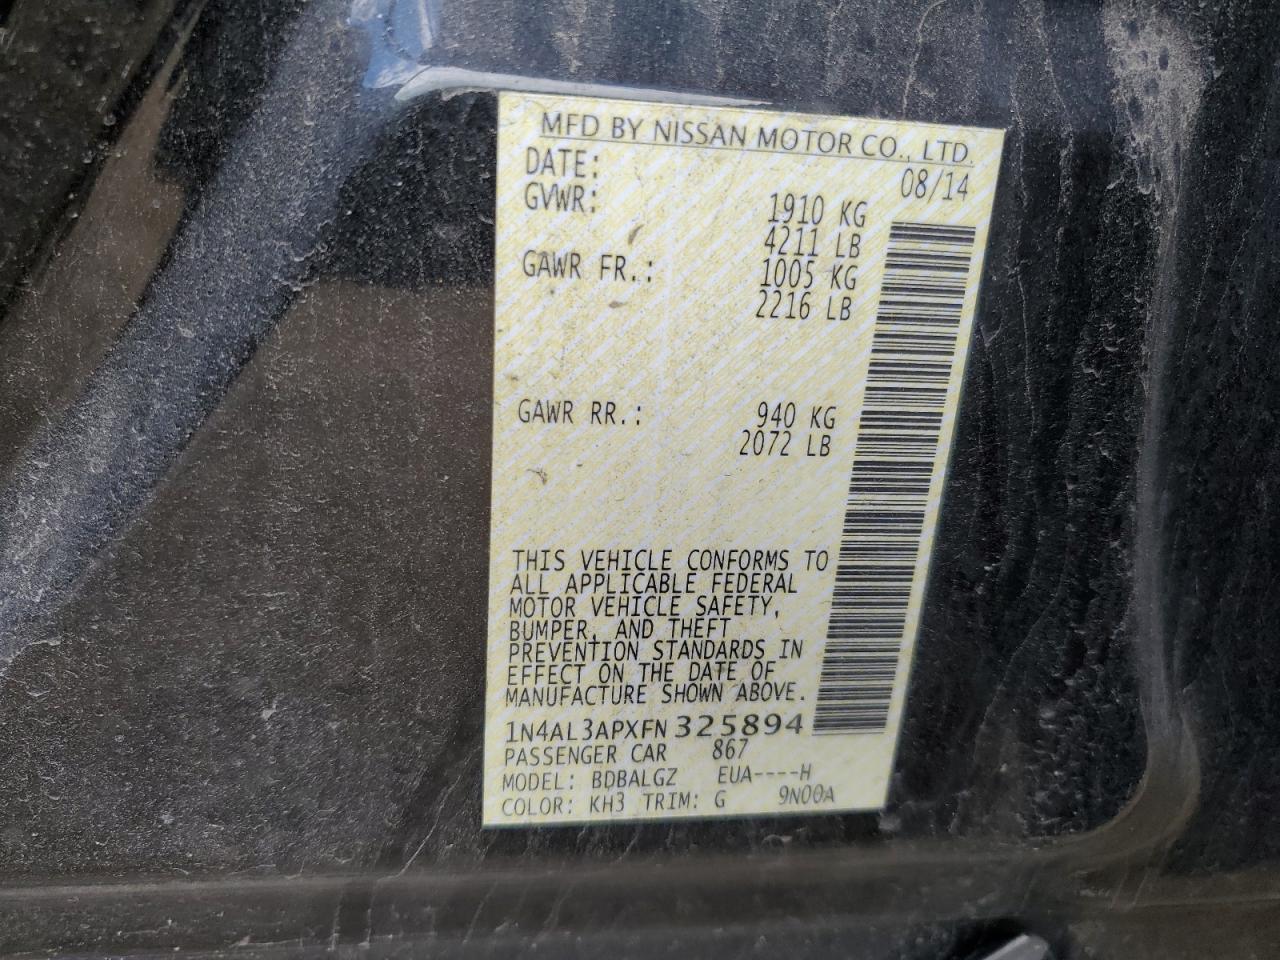 MFD BY NISSAN MOTOR CO., LTD.
DATE: 08/14
GVWR: 1910 KG
4211 LB
GAWR FR.: 1005 KG
2216 LB
GAWR RR.: 940 KG
2072 LB
THIS VEHICLE CONFORMS TO
ALL APPLICABLE FEDERAL
MOTOR VEHICLE SAFETY,
BUMPER, AND THEFT
PREVENTION STANDARDS IN
EFFECT ON THE DATE OF
MANUFACTURE SHOWN ABOVE.
1N4AL3APXFN325894
PASSENGER CAR 867
MODEL: BDBALGZ EUA----H
COLOR: KH3 TRIM: G 9N00A